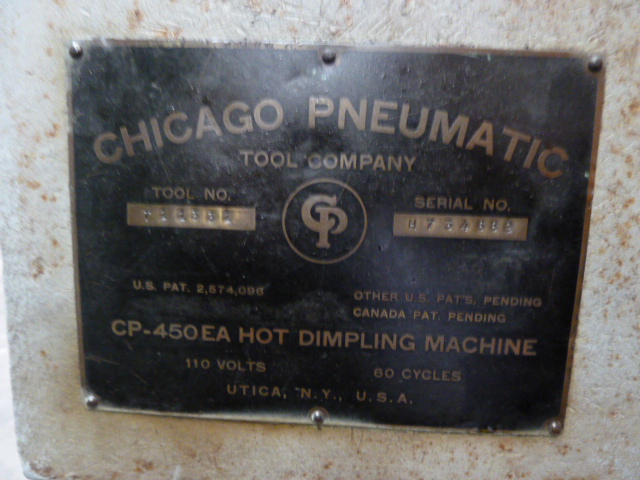 CHICAGO PNEUMATIC
TOOL COMPANY
TOOL NO.
CP
SERIAL NO.
U.S. PAT. 2,574,096
OTHER U.S. PAT'S. PENDING
CANADA PAT. PENDING
CP-450EA HOT DIMPLING MACHINE
110 VOLTS
60 CYCLES
UTICA, N.Y., U.S.A.